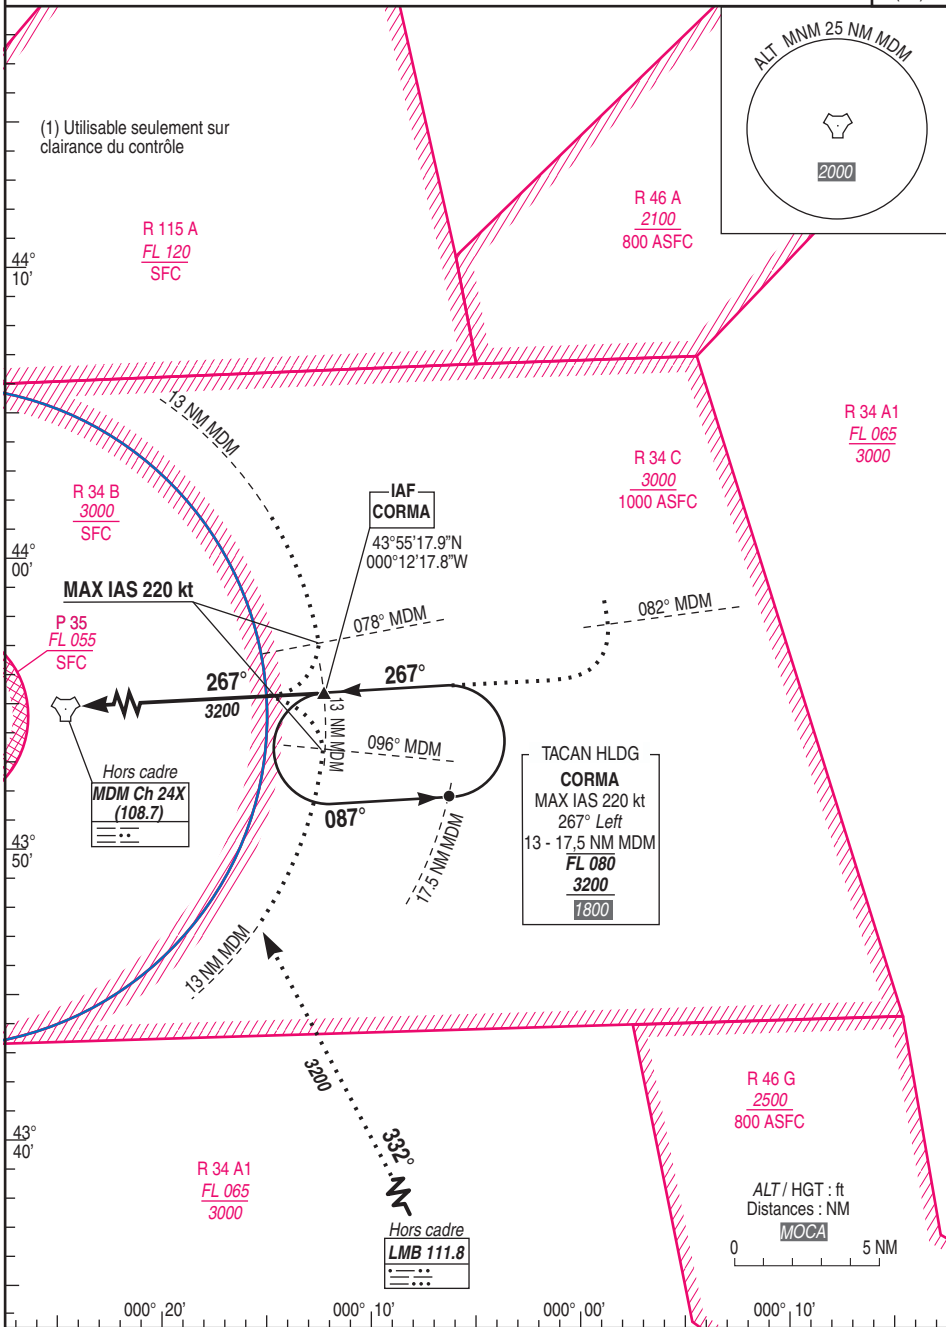 ALT MNM 25 NM MDM
2000
(1) Utilisable seulement sur
clairance du contrôle
R 115 A
FL 120
SFC
R 46 A
2100
800 ASFC
44°
10'
13 NM MDM
R 34 A1
FL 065
3000
R 34 B
3000
SFC
R 34 C
3000
1000 ASFC
IAF
CORMA
43°55'17.9"N
000°12'17.8"W
44°
00'
MAX IAS 220 kt
078° MDM
082° MDM
P 35
FL 055
SFC
267°
3200
267°
13 NM MDM
096° MDM
087°
17.5 NM MDM
Hors cadre
MDM Ch 24X
(108.7)
TACAN HLDG
CORMA
MAX IAS 220 kt
267° Left
13 - 17,5 NM MDM
FL 080
3200
1800
43°
50'
13 NM MDM
3200
332°
R 46 G
2500
800 ASFC
43°
40'
R 34 A1
FL 065
3000
Hors cadre
LMB 111.8
ALT / HGT : ft
Distances : NM
MOCA
0 5 NM
000° 20' 000° 10' 000° 00' 000° 10'